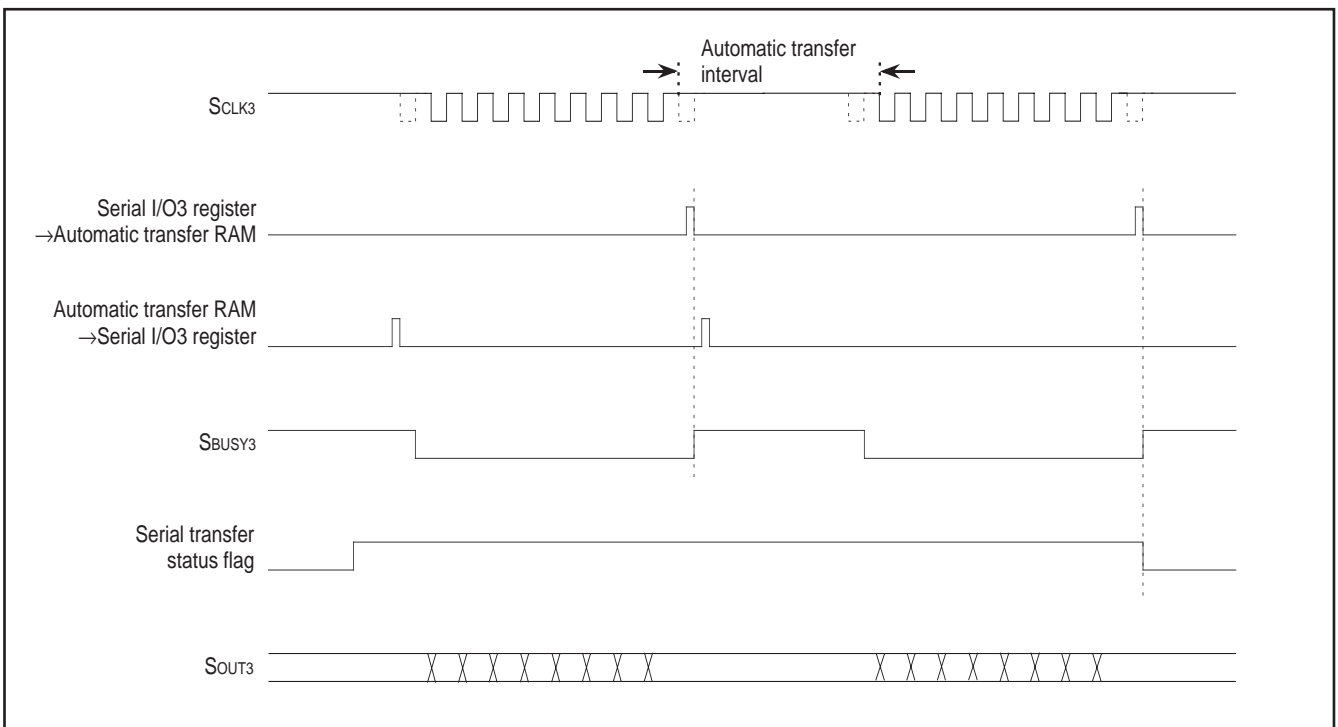 Automatic transfer
interval
SCLK3
Serial I/O3 register
→Automatic transfer RAM
Automatic transfer RAM
→Serial I/O3 register
SBUSY3
Serial transfer
status flag
SOUT3